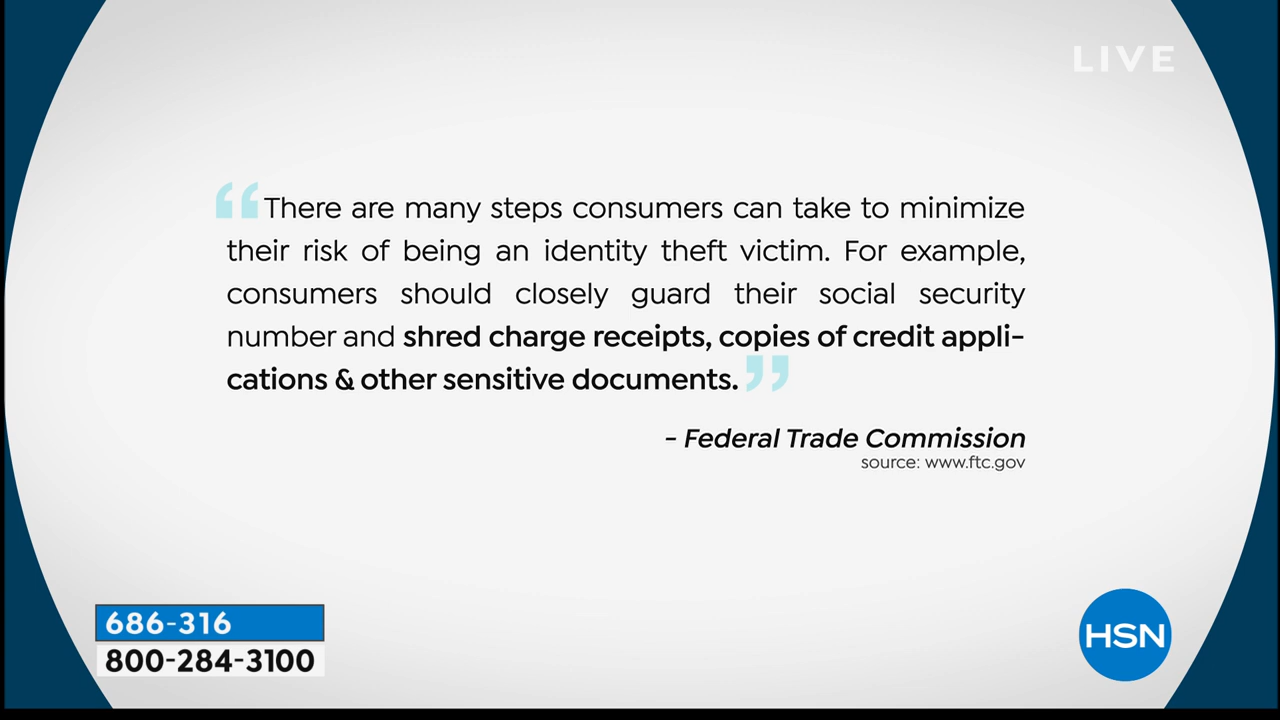 LIVE
“There are many steps consumers can take to minimize
their risk of being an identity theft victim. For example,
consumers should closely guard their social security
number and shred charge receipts, copies of credit appli-
cations & other sensitive documents.”
- Federal Trade Commission
source: www.ftc.gov
686-316
800-284-3100
HSN